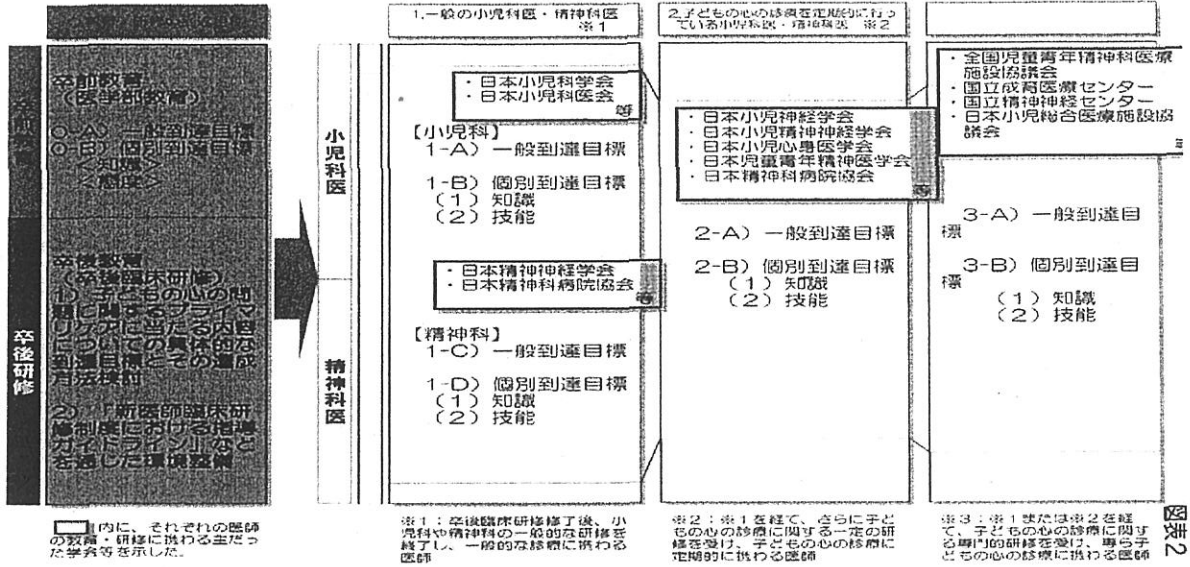 1.一般の小児科医・精神科医
※1
2.子どもの心の診療を定期的に行っ
ている小児科医・精神科医 ※2
卒前教育
(医学部教育)
0-A) 一般到達目標
0-B) 個別到達目標
<知識>
<態度>
卒後教育
(卒後臨床研修)
1) 子どもの心の問
題に関するプライマ
リケアに当たる内容
についての具体的な
到達目標とその達成
方法検討
2) 「新医師臨床研
修制度における指導
ガイドライン」など
を通した環境整備
卒後研修
小児科医
精神科医
・日本小児科学会
・日本小児科医会
等
【小児科】
1-A) 一般到達目標
1-B) 個別到達目標
(1) 知識
(2) 技能
・日本精神神経学会
・日本精神科病院協会
等
【精神科】
1-C) 一般到達目標
1-D) 個別到達目標
(1) 知識
(2) 技能
・日本小児神経学会
・日本小児精神神経学会
・日本小児心身医学会
・日本児童青年精神医学会
・日本精神科病院協会
等
2-A) 一般到達目標
2-B) 個別到達目標
(1) 知識
(2) 技能
・全国児童青年精神科医療
施設協議会
・国立成育医療センター
・国立精神神経センター
・日本小児総合医療施設協
議会
3-A) 一般到達目
標
3-B) 個別到達目
標
(1) 知識
(2) 技能
内に、それぞれの医師
の教育・研修に携わる主だっ
た学会等を示した。
※1:卒後臨床研修修了後、小
児科や精神科の一般的な研修を
終了し、一般的な診療に携わる
医師
※2:※1を経て、さらに子ど
もの心の診療に関する一定の研
修を受け、子どもの心の診療に
定期的に携わる医師
※3:※1または※2を経
て、子どもの心の診療に関す
る専門的研修を受け、専ら子
どもの心の診療に携わる医師
図表2